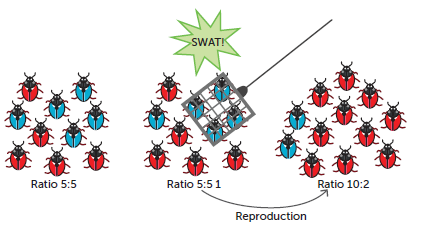 SWAT!
Ratio 5:5
Ratio 5:5 1
Ratio 10:2
Reproduction